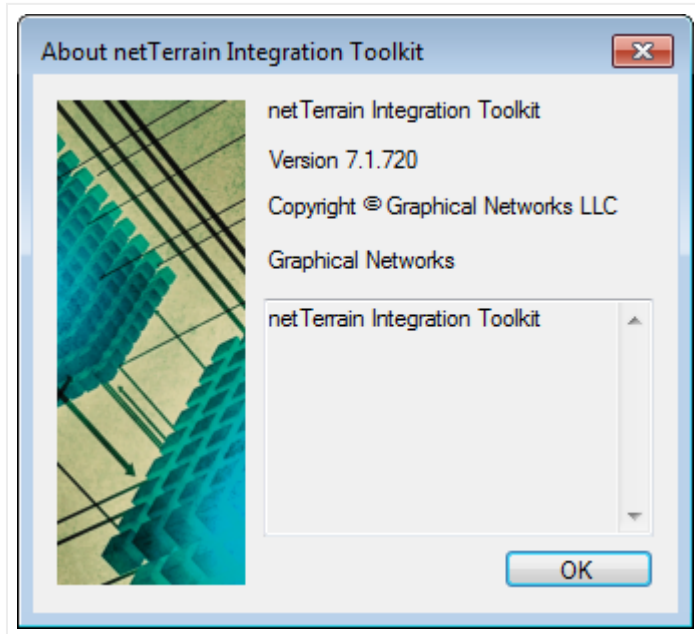 About netTerrain Integration Toolkit
netTerrain Integration Toolkit
Version 7.1.720
Copyright © Graphical Networks LLC
Graphical Networks
netTerrain Integration Toolkit
OK